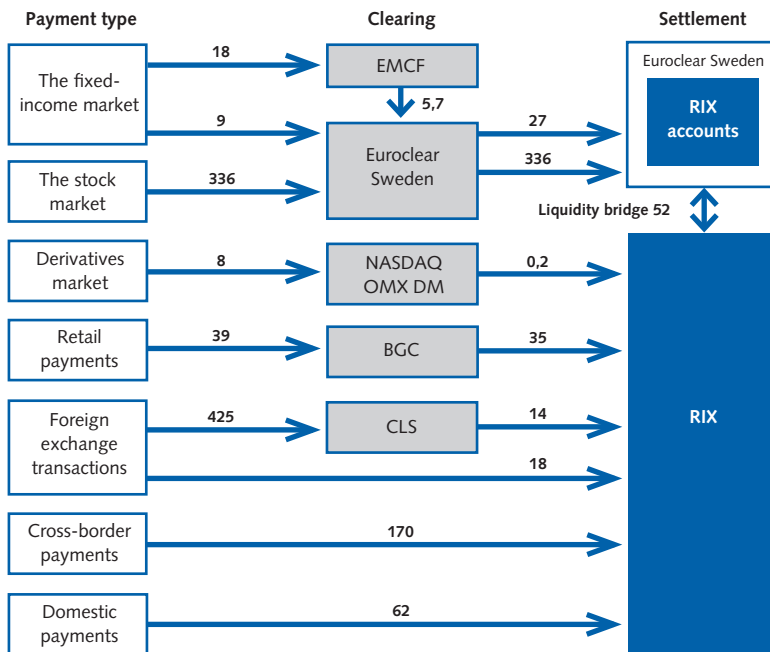 Payment type
Clearing
Settlement
18
The fixed-
income market
EMCF
5,7
Euroclear Sweden
RIX
accounts
9
Euroclear
Sweden
27
336
The stock
market
336
Liquidity bridge 52
Derivatives
market
8
NASDAQ
OMX DM
0,2
Retail
payments
39
BGC
35
Foreign
exchange
transactions
425
CLS
14
RIX
18
Cross-border
payments
170
Domestic
payments
62